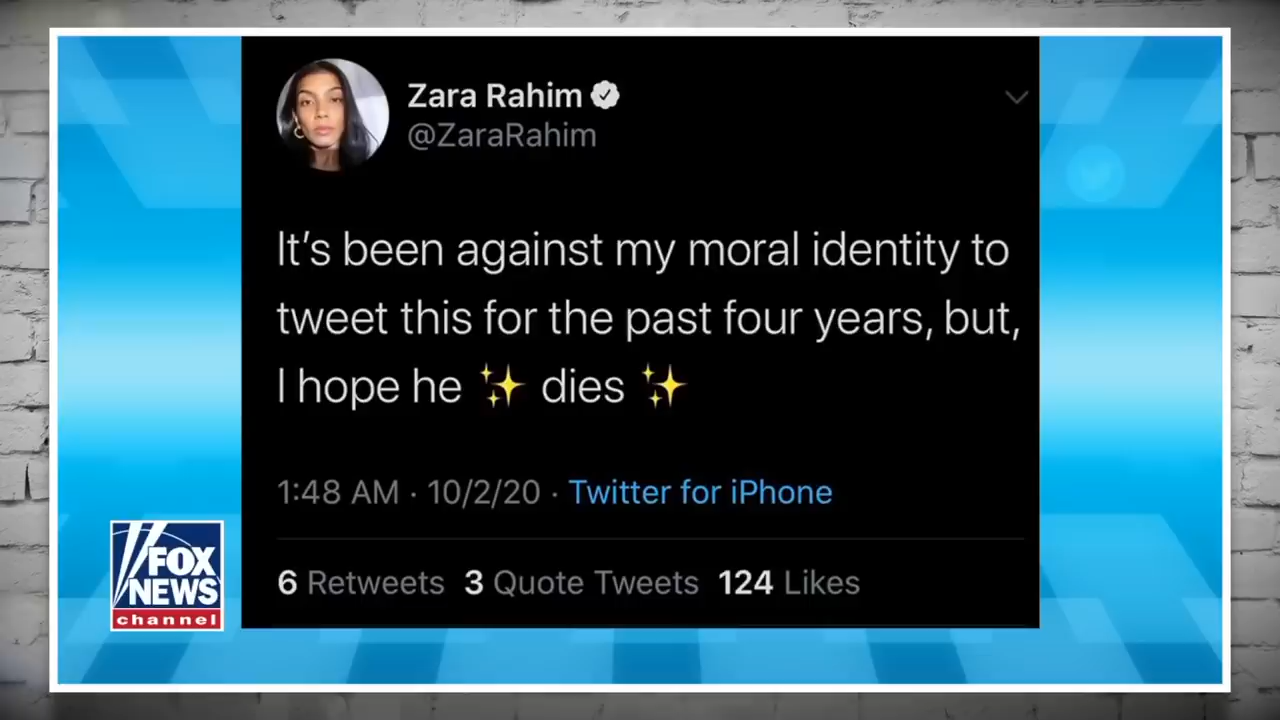 Zara Rahim
@ZaraRahim
It’s been against my moral identity to
tweet this for the past four years, but,
I hope he ✨ dies ✨
1:48 AM · 10/2/20 · Twitter for iPhone
6 Retweets 3 Quote Tweets 124 Likes
FOX
NEWS
channel